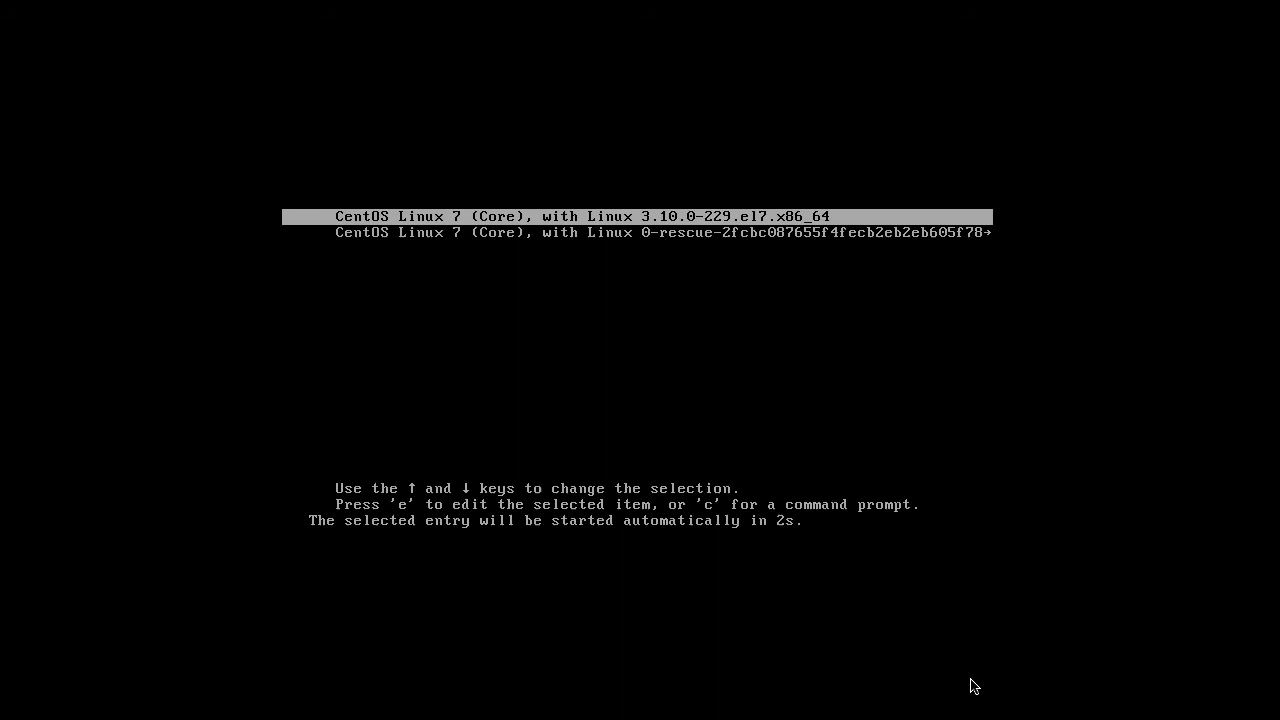 CentOS Linux 7 (Core), with Linux 3.10.0-229.el7.x86_64
CentOS Linux 7 (Core), with Linux 0-rescue-2fcbc087655f4fecb2eb2eb605f78→
Use the ↑ and ↓ keys to change the selection.
Press 'e' to edit the selected item, or 'c' for a command prompt.
The selected entry will be started automatically in 2s.